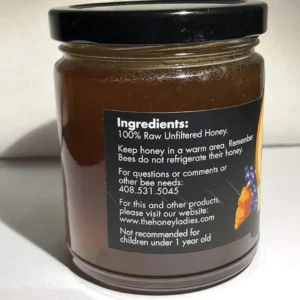 Ingredients:
100% Raw Unfiltered Honey.
Keep honey in a warm area. Remember
Bees do not refrigerate their honey.
For questions or comments or
other bee needs:
408.531.5045
For this and other products,
please visit our website:
www.thehoneyladies.com
Not recommended for
children under 1 year old